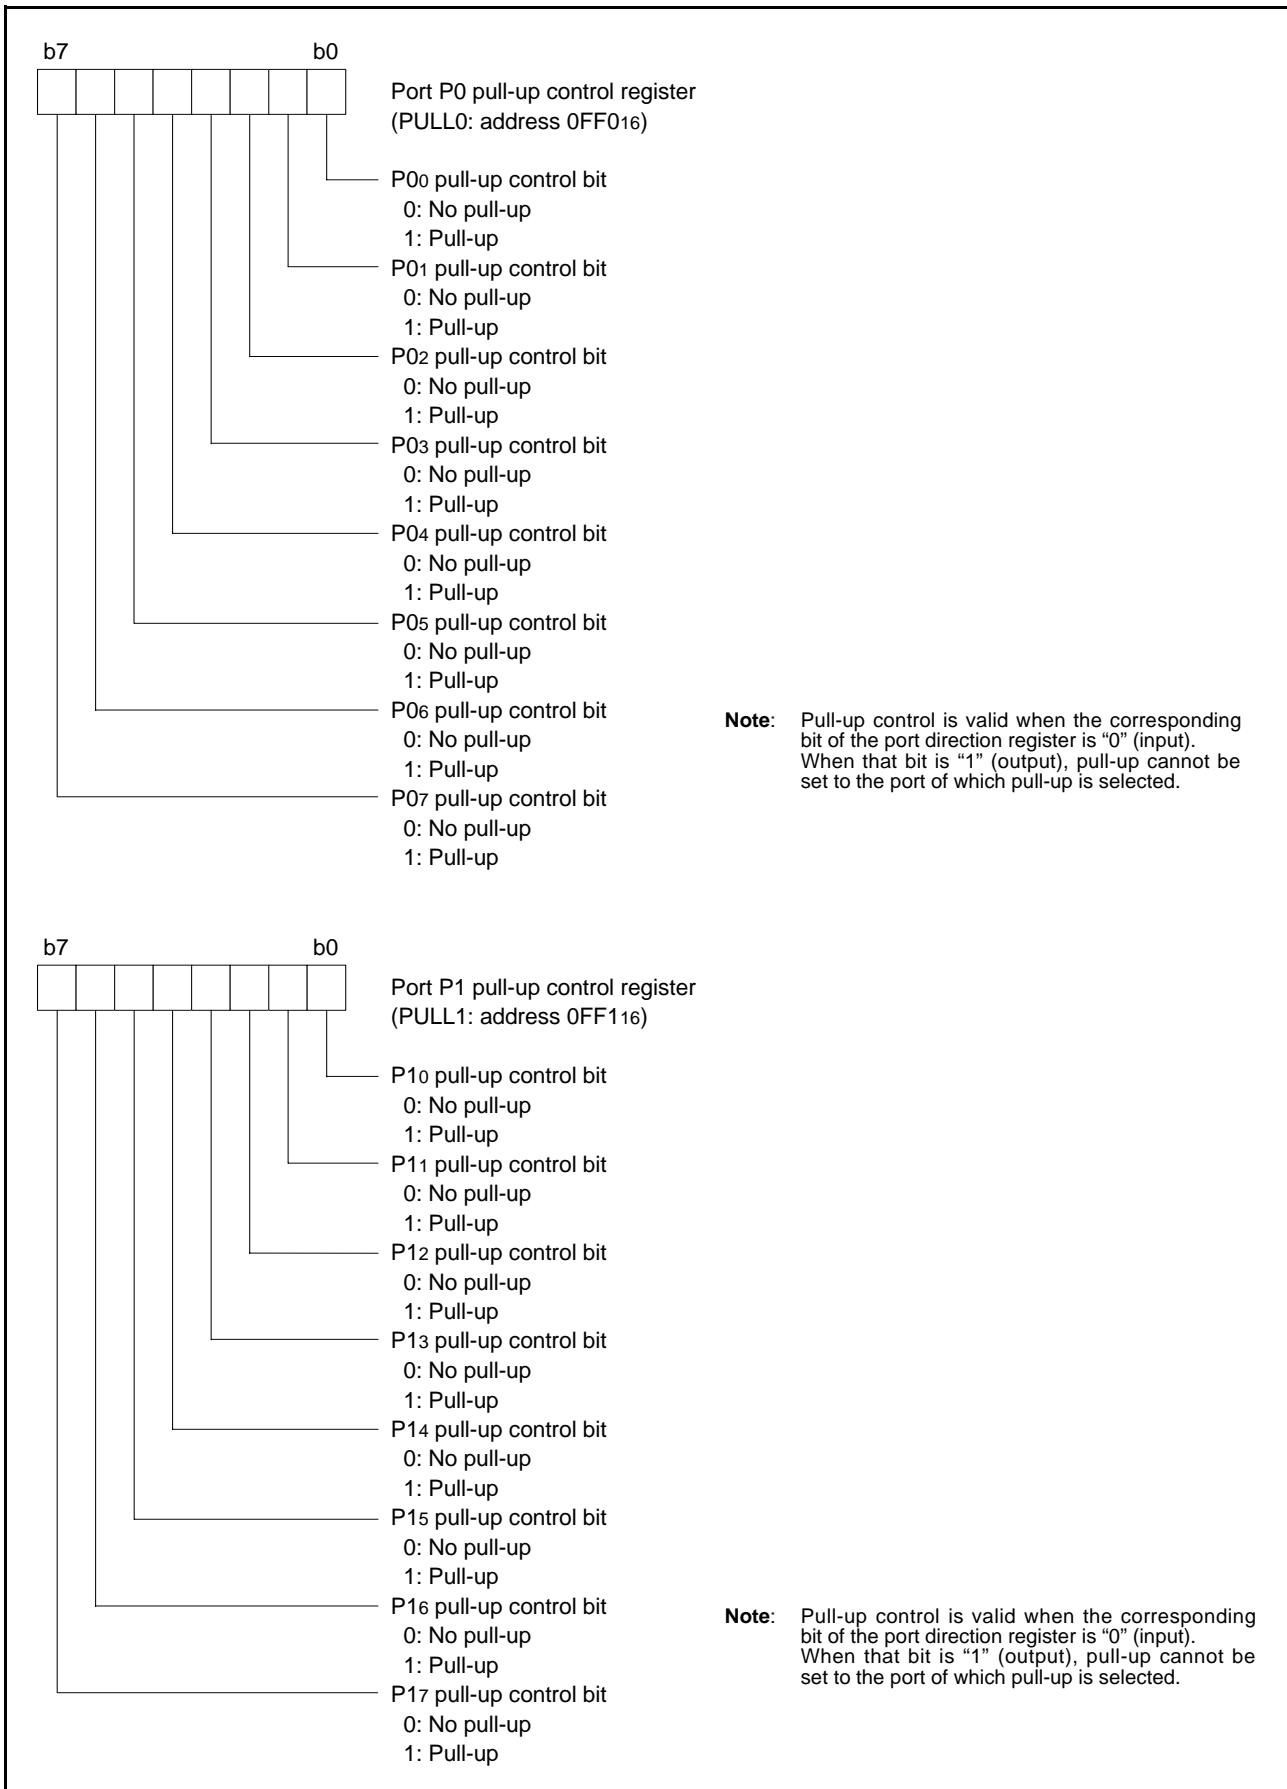 b7 b0
Port P0 pull-up control register
(PULL0: address 0FF016)
P00 pull-up control bit
0: No pull-up
1: Pull-up
P01 pull-up control bit
0: No pull-up
1: Pull-up
P02 pull-up control bit
0: No pull-up
1: Pull-up
P03 pull-up control bit
0: No pull-up
1: Pull-up
P04 pull-up control bit
0: No pull-up
1: Pull-up
P05 pull-up control bit
0: No pull-up
1: Pull-up
P06 pull-up control bit
0: No pull-up
1: Pull-up
P07 pull-up control bit
0: No pull-up
1: Pull-up
Note: Pull-up control is valid when the corresponding
bit of the port direction register is “0” (input).
When that bit is “1” (output), pull-up cannot be
set to the port of which pull-up is selected.
b7 b0
Port P1 pull-up control register
(PULL1: address 0FF116)
P10 pull-up control bit
0: No pull-up
1: Pull-up
P11 pull-up control bit
0: No pull-up
1: Pull-up
P12 pull-up control bit
0: No pull-up
1: Pull-up
P13 pull-up control bit
0: No pull-up
1: Pull-up
P14 pull-up control bit
0: No pull-up
1: Pull-up
P15 pull-up control bit
0: No pull-up
1: Pull-up
P16 pull-up control bit
0: No pull-up
1: Pull-up
P17 pull-up control bit
0: No pull-up
1: Pull-up
Note: Pull-up control is valid when the corresponding
bit of the port direction register is “0” (input).
When that bit is “1” (output), pull-up cannot be
set to the port of which pull-up is selected.